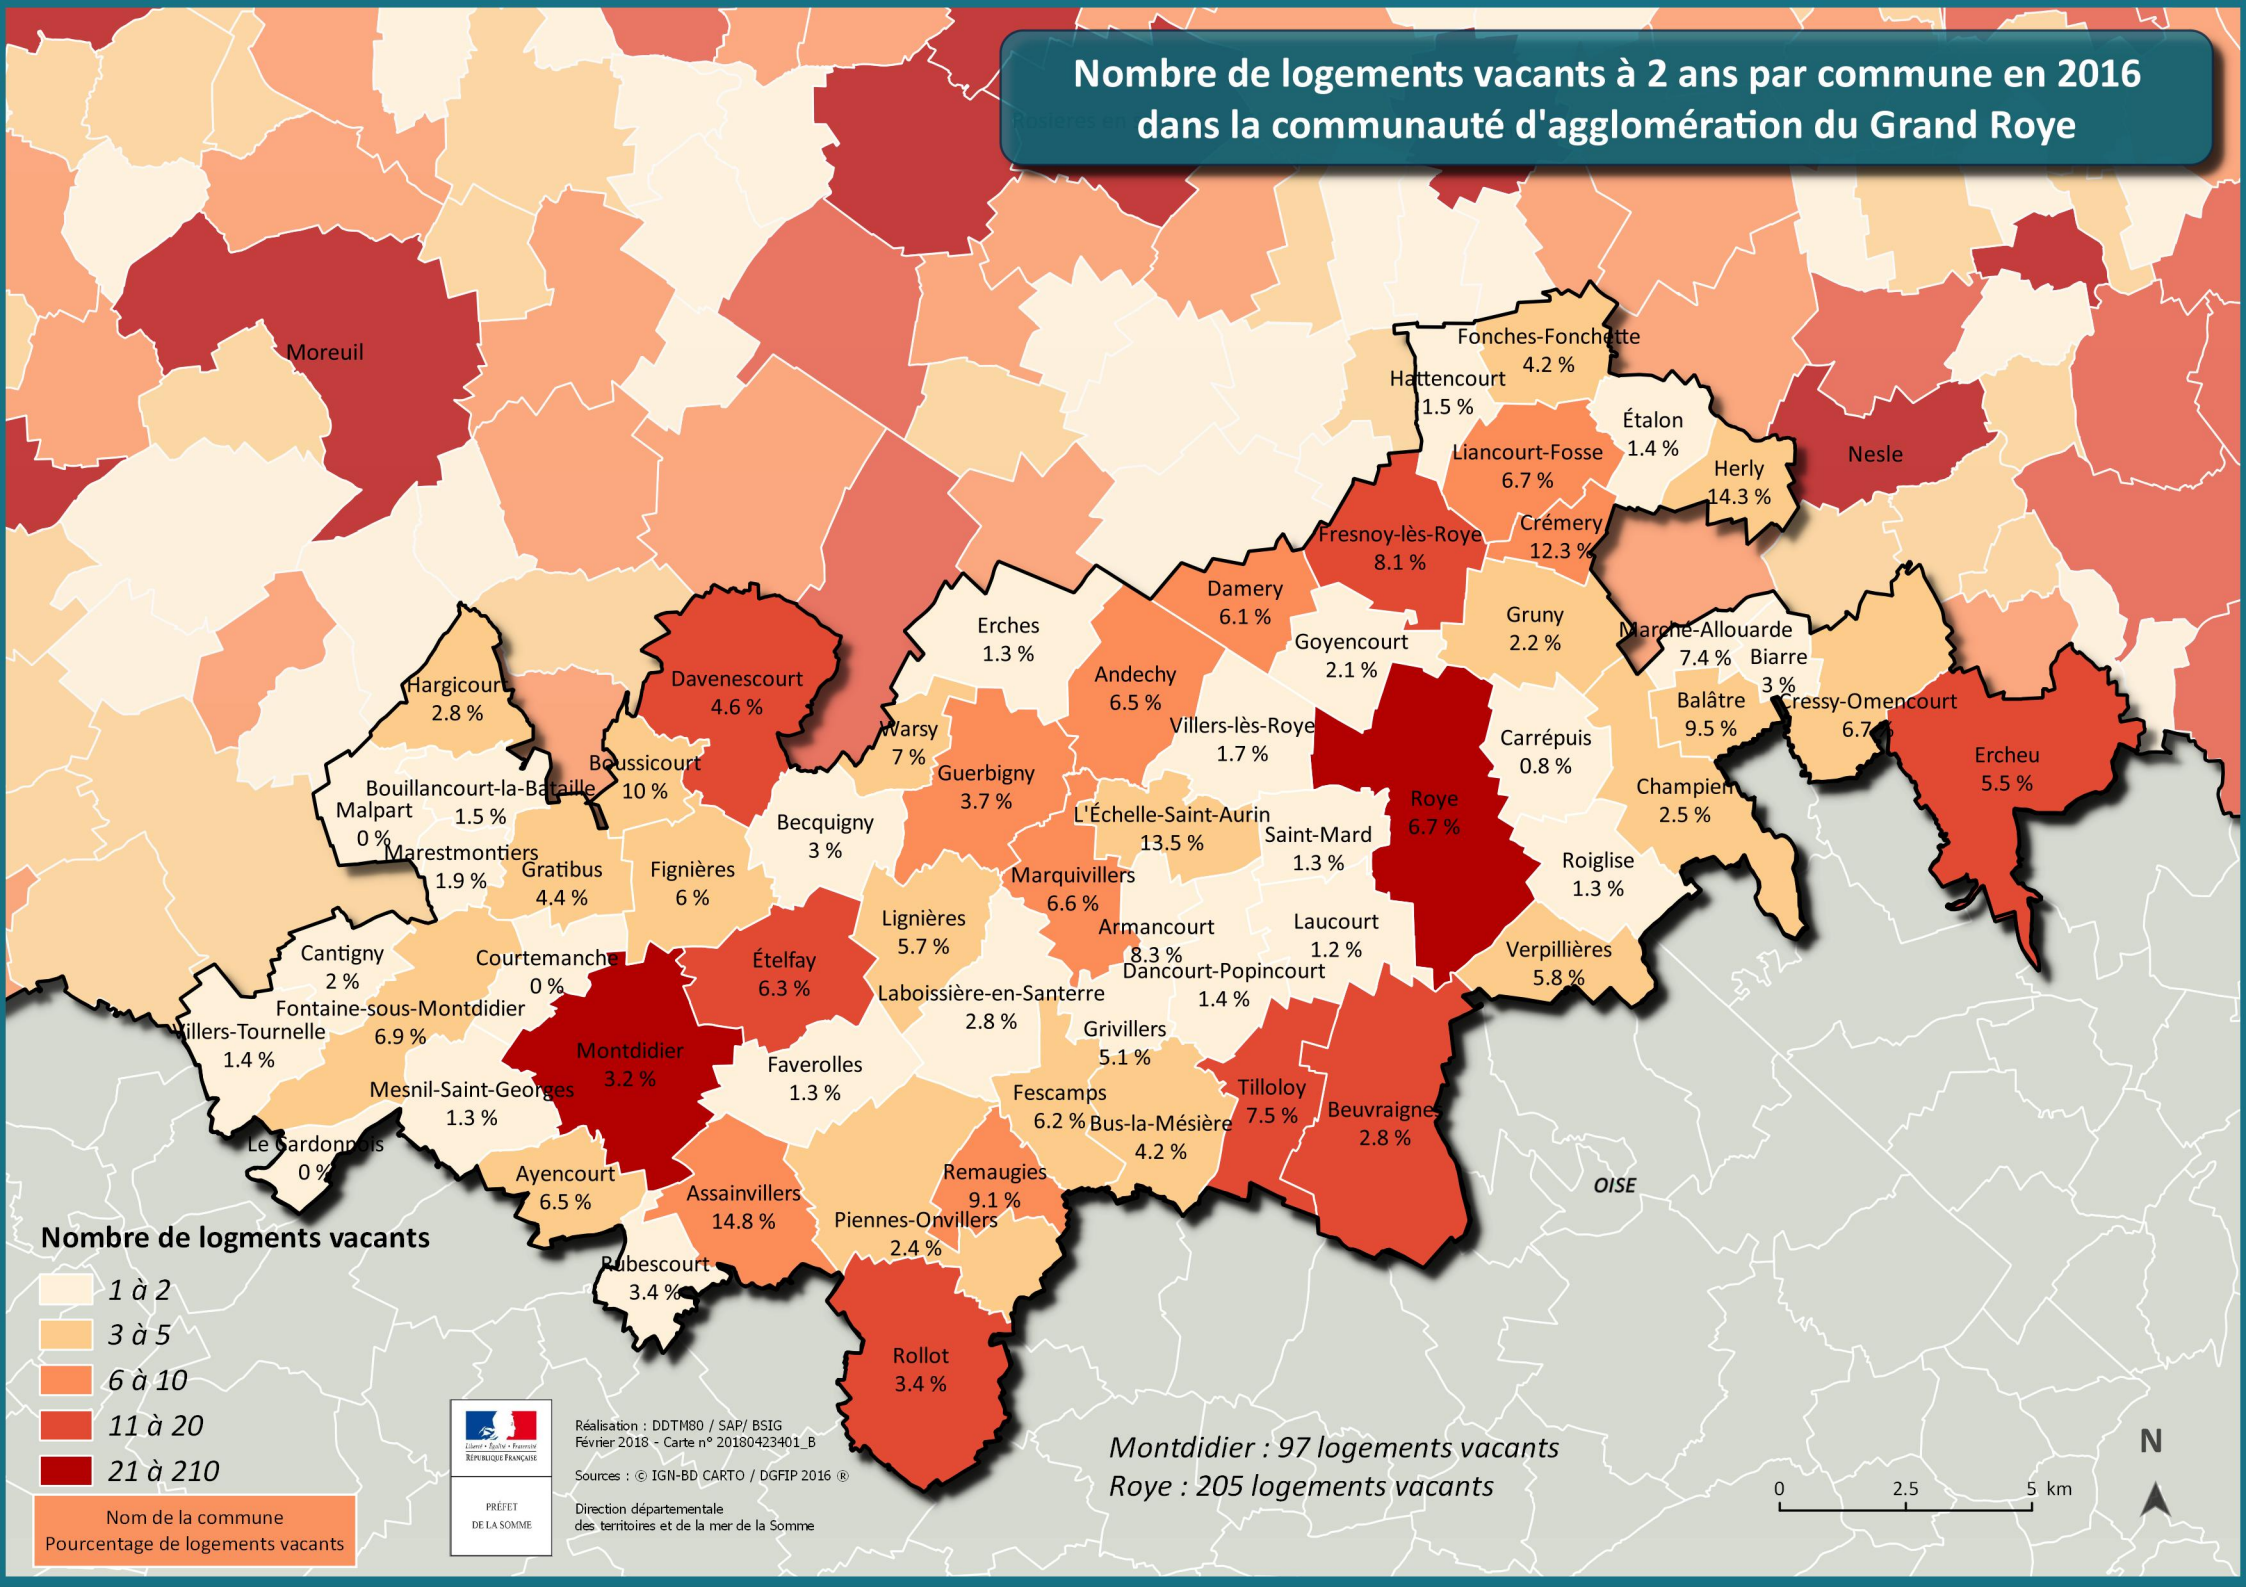 Nombre de logements vacants à 2 ans par commune en 2016
dans la communauté d'agglomération du Grand Roye
Moreuil
Nesle
Fonches-Fonchette
4.2 %
Hattencourt
1.5 %
Étalon
1.4 %
Liancourt-Fosse
6.7 %
Herly
14.3 %
Crémery
12.3 %
Fresnoy-lès-Roye
8.1 %
Damery
6.1 %
Gruny
2.2 %
Goyencourt
2.1 %
Marché-Allouarde
7.4 %
Biarre
3 %
Erches
1.3 %
Andechy
6.5 %
Hargicourt
2.8 %
Davenescourt
4.6 %
Balâtre
9.5 %
Cressy-Omencourt
6.7 %
Warsy
7 %
Villers-lès-Roye
1.7 %
Carrépuis
0.8 %
Ercheu
5.5 %
Boussicourt
10 %
Guerbigny
3.7 %
Bouillancourt-la-Bataille
1.5 %
Champien
2.5 %
Malpart
0 %
Roye
6.7 %
L'Échelle-Saint-Aurin
13.5 %
Becquigny
3 %
Saint-Mard
1.3 %
Marestmontiers
1.9 %
Gratibus
4.4 %
Fignières
6 %
Roiglise
1.3 %
Marquivillers
6.6 %
Lignières
5.7 %
Armancourt
8.3 %
Laucourt
1.2 %
Cantigny
2 %
Courtemanche
0 %
Ételfay
6.3 %
Verpillières
5.8 %
Dancourt-Popincourt
1.4 %
Laboissière-en-Santerre
2.8 %
Fontaine-sous-Montdidier
6.9 %
Villers-Tournelle
1.4 %
Grivillers
5.1 %
Montdidier
3.2 %
Faverolles
1.3 %
Mesnil-Saint-Georges
1.3 %
Fescamps
6.2 %
Tilloloy
7.5 %
Bus-la-Mésière
4.2 %
Beuvraignes
2.8 %
Le Cardonnois
0 %
Ayencourt
6.5 %
Remaugies
9.1 %
Assainvillers
14.8 %
Piennes-Onvillers
2.4 %
Rubescourt
3.4 %
Rollot
3.4 %
OISE
Nombre de logments vacants
1 à 2
3 à 5
6 à 10
11 à 20
21 à 210
Nom de la commune
Pourcentage de logements vacants
Liberté • Égalité • Fraternité
RÉPUBLIQUE FRANÇAISE
PRÉFET
DE LA SOMME
Réalisation : DDTM80 / SAP/ BSIG
Février 2018 - Carte n° 20180423401_B
Sources : © IGN-BD CARTO / DGFIP 2016 ®
Direction départementale
des territoires et de la mer de la Somme
Montdidier : 97 logements vacants
Roye : 205 logements vacants
0 2.5 5 km
N